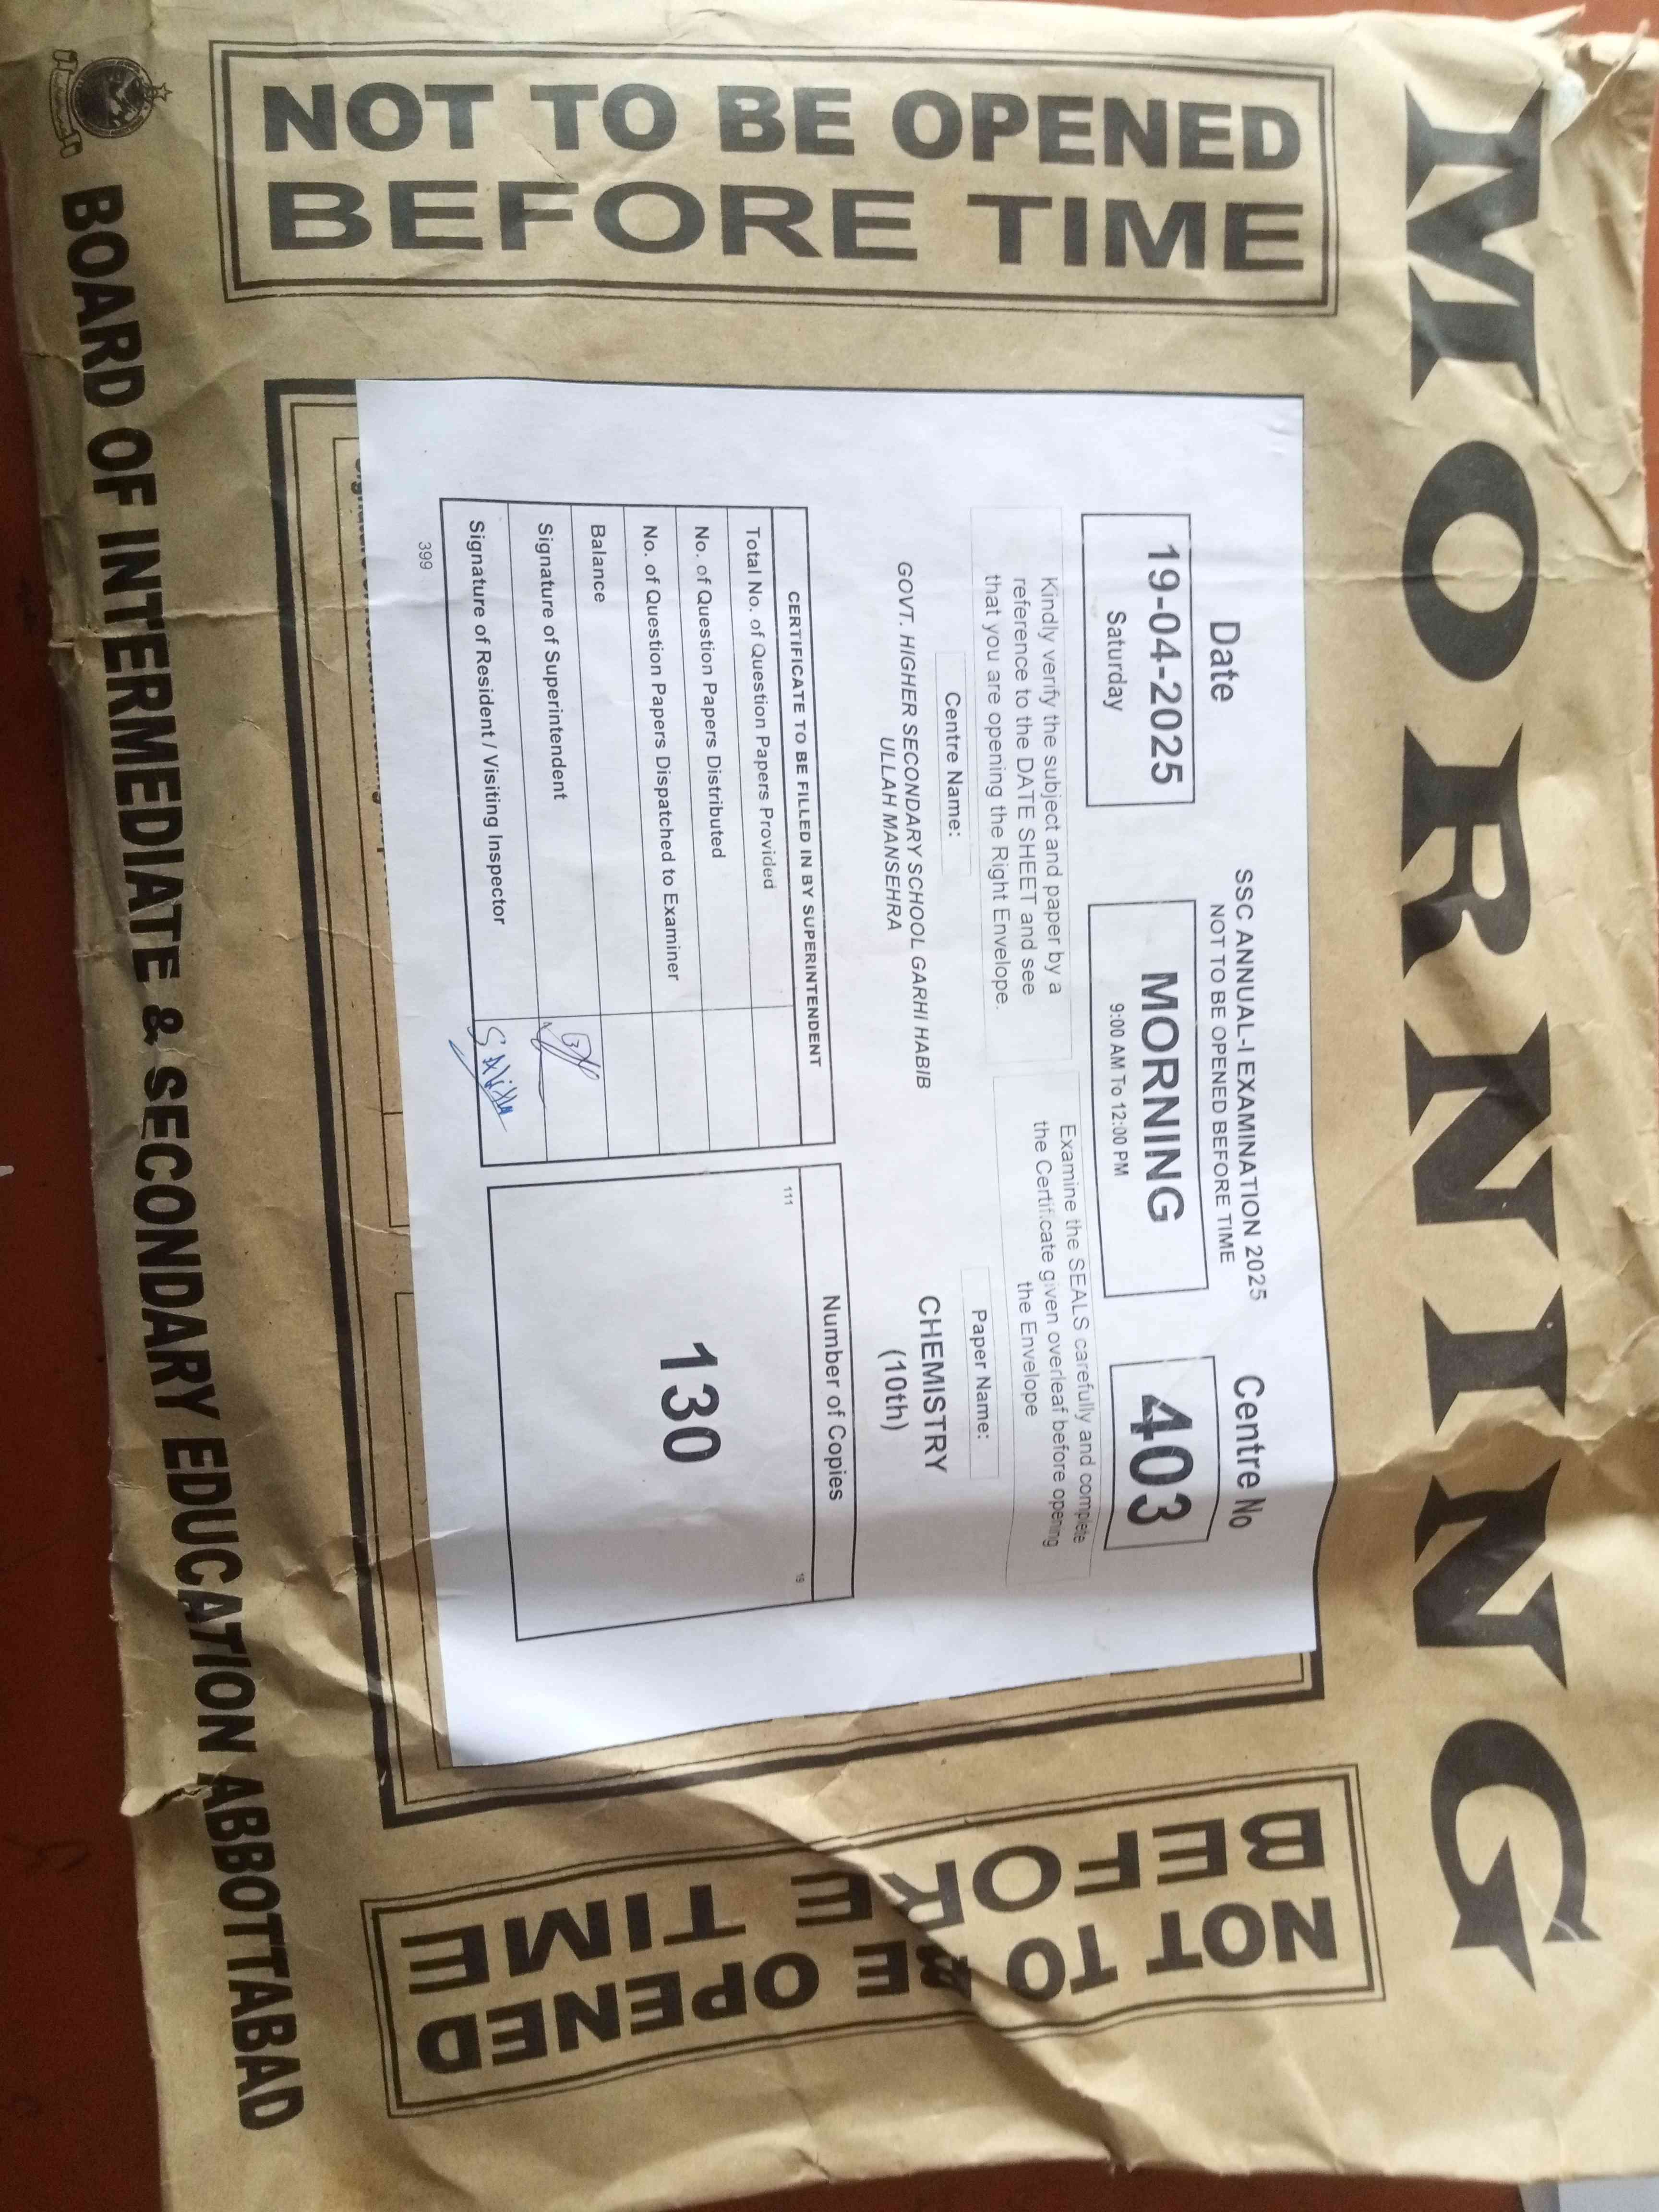 MORNING
NOT TO BE OPENED
BEFORE TIME
SSC ANNUAL-I EXAMINATION 2025
NOT TO BE OPENED BEFORE TIME
Date
19-04-2025
Saturday
MORNING
9:00 AM To 12:00 PM
Centre No
403
Kindly verify the subject and paper by a
reference to the DATE SHEET and see
that you are opening the Right Envelope.
Examine the SEALS carefully and complete
the Certificate given overleaf before opening
the Envelope
Centre Name:
GOVT. HIGHER SECONDARY SCHOOL GARHI HABIB
ULLAH MANSEHRA
Paper Name:
CHEMISTRY
(10th)
CERTIFICATE TO BE FILLED IN BY SUPERINTENDENT
Total No. of Question Papers Provided
No. of Question Papers Distributed
No. of Question Papers Dispatched to Examiner
Balance
Signature of Superintendent
Signature of Resident / Visiting Inspector
399
Number of Copies
111
19
130
NOT TO BE OPENED
BEFORE TIME
BOARD OF INTERMEDIATE & SECONDARY EDUCATION ABBOTTABAD